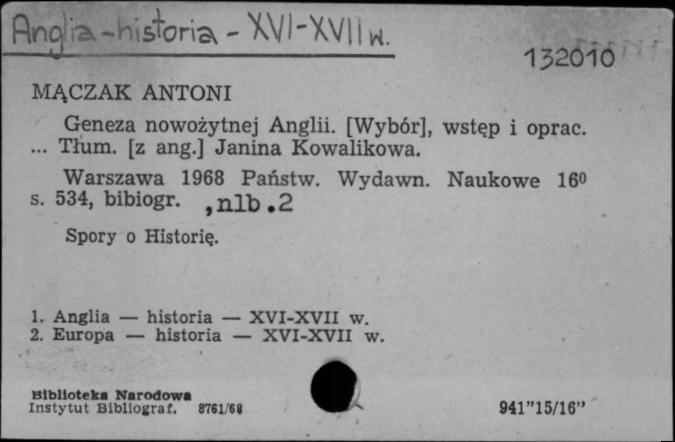 Anglia - historia - XVI-XVII w.
132010
MĄCZAK ANTONI
Geneza nowożytnej Anglii. [Wybór], wstęp i oprac.
... Tłum. [z ang.] Janina Kowalikowa.
Warszawa 1968 Państw. Wydawn. Naukowe 16⁰
s. 534, bibiogr. , nlb . 2
Spory o Historię.
1. Anglia — historia — XVI-XVII w.
2. Europa — historia — XVI-XVII w.
Biblioteka Narodowa
Instytut Bibliograf. 8761/68
941"15/16"